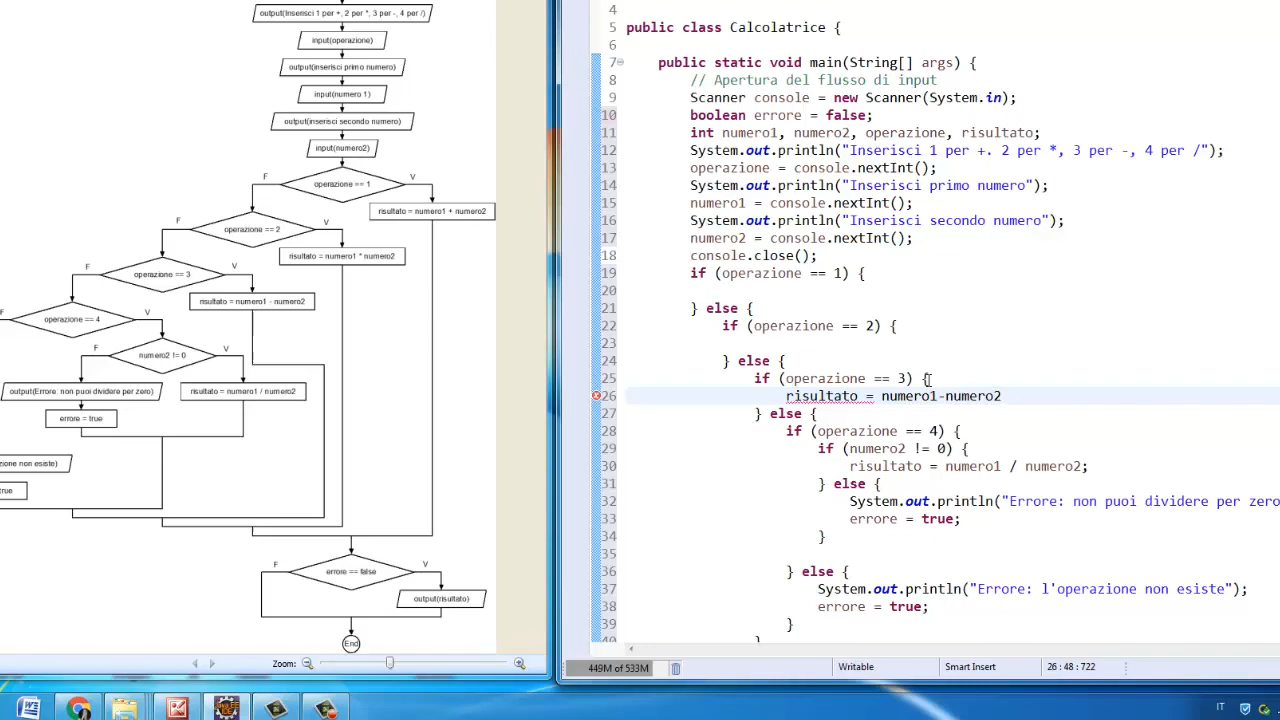 output(Inserisci 1 per +, 2 per *, 3 per -, 4 per /)
input(operazione)
output(inserisci primo numero)
input(numero 1)
output(inserisci secondo numero)
input(numero2)
operazione == 1
F
V
risultato = numero1 + numero2
operazione == 2
F
V
risultato = numero1 * numero2
operazione == 3
F
V
risultato = numero1 - numero2
operazione == 4
F
V
numero2 != 0
F
V
output(Errore: non puoi dividere per zero)
risultato = numero1 / numero2
errore = true
zione non esiste)
true
errore == false
F
V
output(risultato)
End
Zoom:
4
5 public class Calcolatrice {
6
7 public static void main(String[] args) {
8 // Apertura del flusso di input
9 Scanner console = new Scanner(System.in);
10 boolean errore = false;
11 int numero1, numero2, operazione, risultato;
12 System.out.println("Inserisci 1 per +. 2 per *, 3 per -, 4 per /");
13 operazione = console.nextInt();
14 System.out.println("Inserisci primo numero");
15 numero1 = console.nextInt();
16 System.out.println("Inserisci secondo numero");
17 numero2 = console.nextInt();
18 console.close();
19 if (operazione == 1) {
20
21 } else {
22 if (operazione == 2) {
23
24 } else {
25 if (operazione == 3) {
26 risultato = numero1-numero2
27 } else {
28 if (operazione == 4) {
29 if (numero2 != 0) {
30 risultato = numero1 / numero2;
31 } else {
32 System.out.println("Errore: non puoi dividere per zero
33 errore = true;
34 }
35
36 } else {
37 System.out.println("Errore: l'operazione non esiste");
38 errore = true;
39 }
40 }
449M of 533M
Writable
Smart Insert
26 : 48 : 722
IT